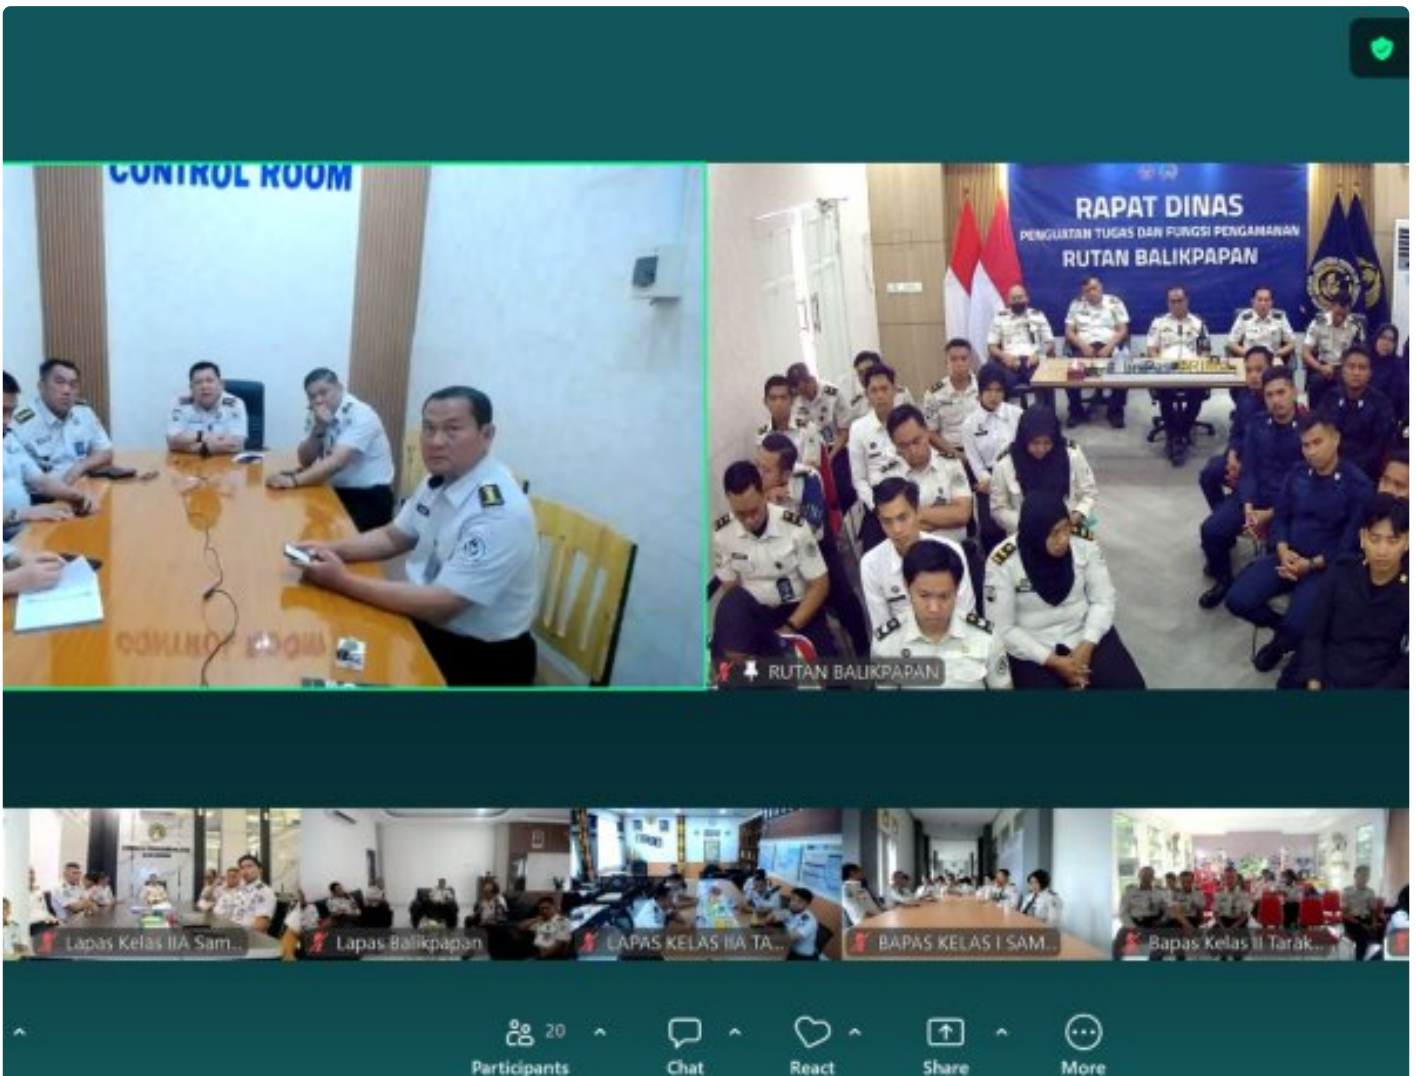 CONTROL ROOM
RAPAT DINAS
PENGUATAN TUGAS DAN FUNGSI PENGAMANAN
RUTAN BALIKPAPAN
RUTAN BALIKPAPAN
Lapas Kelas IIA Sam...
Lapas Balikpapan
LAPAS KELAS IIA TA...
BAPAS KELAS I SAM...
Bapas Kelas II Tarak...
20
Participants
Chat
React
Share
More